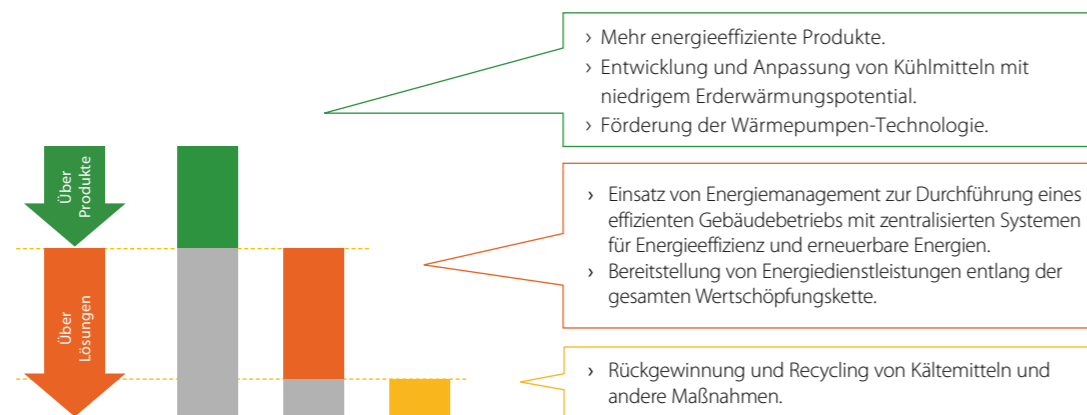 › Mehr energieeffiziente Produkte.
› Entwicklung und Anpassung von Kühlmitteln mit
niedrigem Erderwärmungspotential.
› Förderung der Wärmepumpen-Technologie.
Über
Produkte
› Einsatz von Energiemanagement zur Durchführung eines
effizienten Gebäudebetriebs mit zentralisierten Systemen
für Energieeffizienz und erneuerbare Energien.
› Bereitstellung von Energiedienstleistungen entlang der
gesamten Wertschöpfungskette.
Über
Lösungen
› Rückgewinnung und Recycling von Kältemitteln und
andere Maßnahmen.